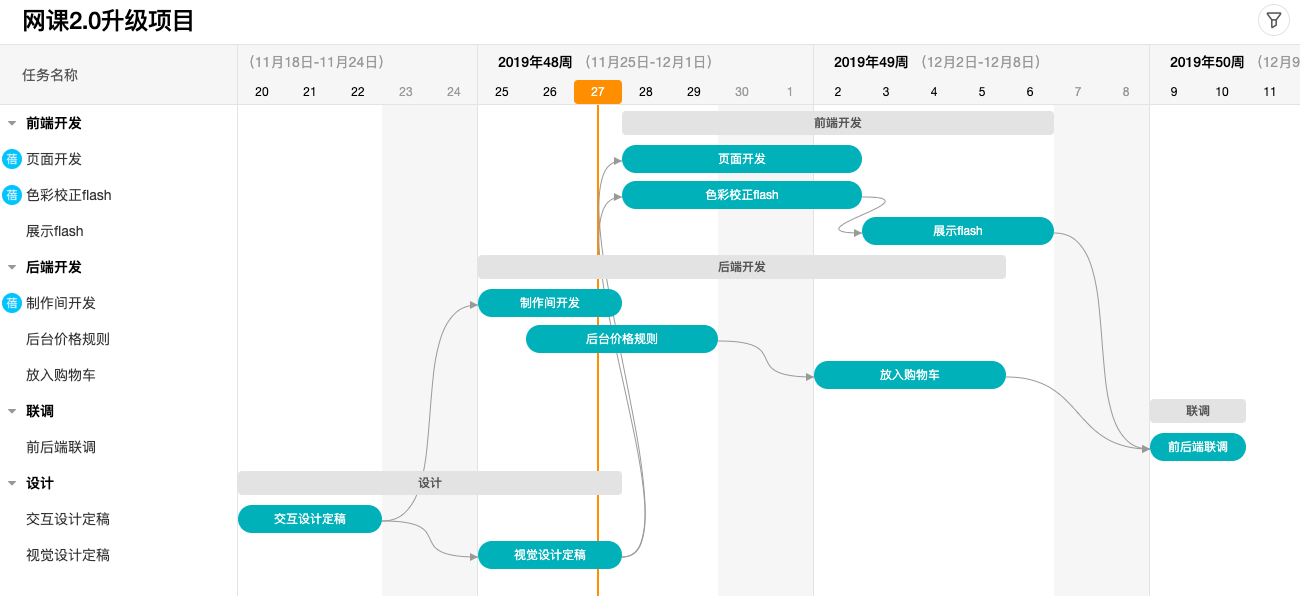 网课2.0升级项目
任务名称
（11月18日-11月24日） 2019年48周 （11月25日-12月1日） 2019年49周 （12月2日-12月8日） 2019年50周 （12月9
20 21 22 23 24 25 26 27 28 29 30 1 2 3 4 5 6 7 8 9 10 11
前端开发 前端开发
蓓 页面开发 页面开发
蓓 色彩校正flash 色彩校正flash
展示flash 展示flash
后端开发 后端开发
蓓 制作间开发 制作间开发
后台价格规则 后台价格规则
放入购物车 放入购物车
联调 联调
前后端联调 前后端联调
设计 设计
交互设计定稿 交互设计定稿
视觉设计定稿 视觉设计定稿